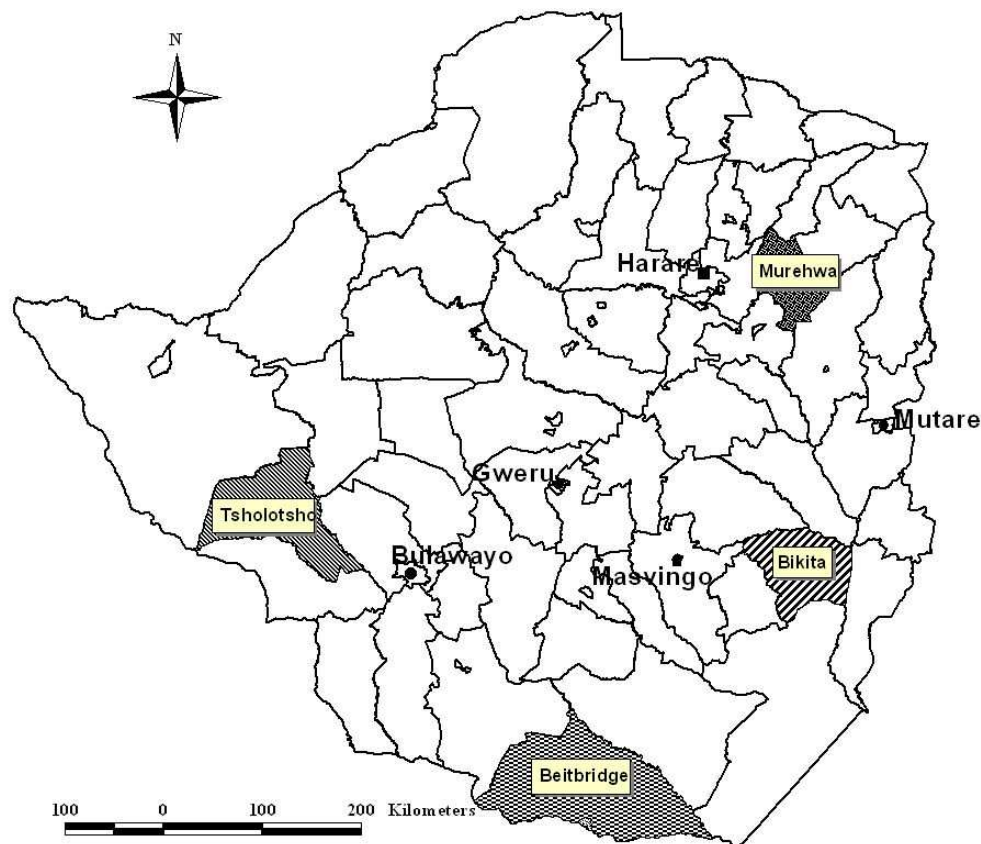 N
Harare
Murehwa
Mutare
Gweru
Tsholotsho
Bulawayo
Masvingo
Bikita
Beitbridge
100 0 100 200 Kilometers